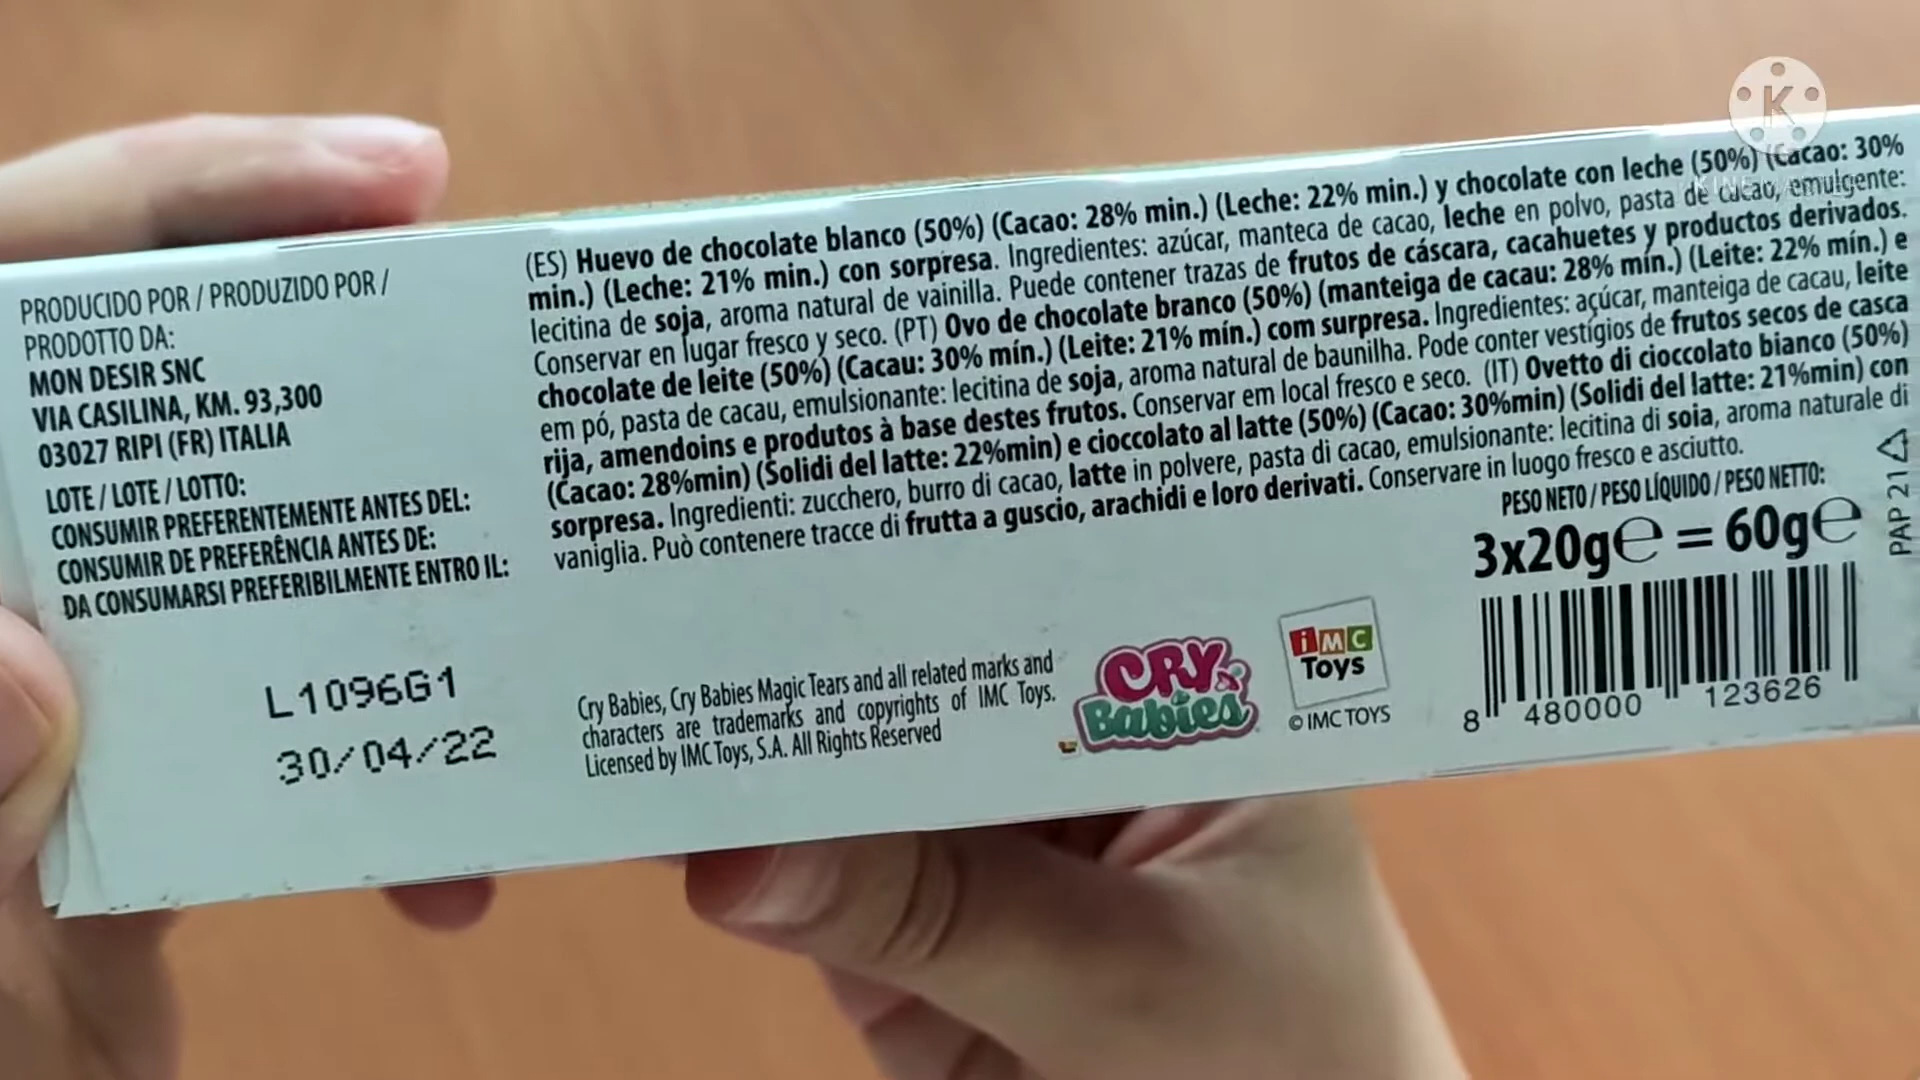 PRODUCIDO POR / PRODUZIDO POR /
PRODOTTO DA:
MON DESIR SNC
VIA CASILINA, KM. 93,300
03027 RIPI (FR) ITALIA
LOTE / LOTE / LOTTO:
CONSUMIR PREFERENTEMENTE ANTES DEL:
CONSUMIR DE PREFERÊNCIA ANTES DE:
DA CONSUMARSI PREFERIBILMENTE ENTRO IL:
L1096G1
30/04/22
(ES) Huevo de chocolate blanco (50%) (Cacao: 28% min.) (Leche: 22% min.) y chocolate con leche (50%) (Cacao: 30%
min.) (Leche: 21% min.) con sorpresa. Ingredientes: azúcar, manteca de cacao, leche en polvo, pasta de cacao, emulgente:
lecitina de soja, aroma natural de vainilla. Puede contener trazas de frutos de cáscara, cacahuetes y productos derivados.
Conservar en lugar fresco y seco. (PT) Ovo de chocolate branco (50%) (manteiga de cacau: 28% mín.) (Leite: 22% mín.) e
chocolate de leite (50%) (Cacau: 30% mín.) (Leite: 21% mín.) com surpresa. Ingredientes: açúcar, manteiga de cacau, leite
em pó, pasta de cacau, emulsionante: lecitina de soja, aroma natural de baunilha. Pode conter vestígios de frutos secos de casca
rija, amendoins e produtos à base destes frutos. Conservar em local fresco e seco. (IT) Ovetto di cioccolato bianco (50%)
(Cacao: 28%min) (Solidi del latte: 22%min) e cioccolato al latte (50%) (Cacao: 30%min) (Solidi del latte: 21%min) con
sorpresa. Ingredienti: zucchero, burro di cacao, latte in polvere, pasta di cacao, emulsionante: lecitina di soia, aroma naturale di
vaniglia. Può contenere tracce di frutta a guscio, arachidi e loro derivati. Conservare in luogo fresco e asciutto.
PESO NETO / PESO LÍQUIDO / PESO NETTO:
3x20g℮ = 60g℮
PAP 21
Cry Babies, Cry Babies Magic Tears and all related marks and
characters are trademarks and copyrights of IMC Toys.
Licensed by IMC Toys, S.A. All Rights Reserved
CRY
Babies
iMC
Toys
© IMC TOYS
8 480000 123626
K
KINEMASTER